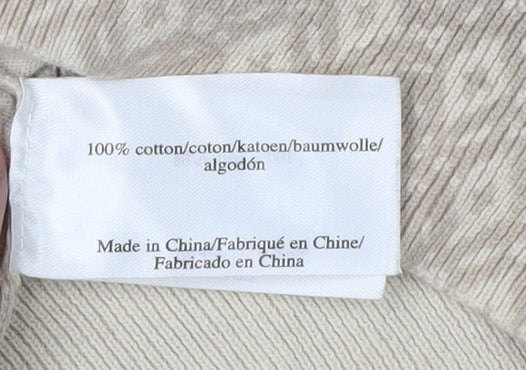 100% cotton/coton/katoen/baumwolle/
algodón
Made in China/Fabriqué en Chine/
Fabricado en China